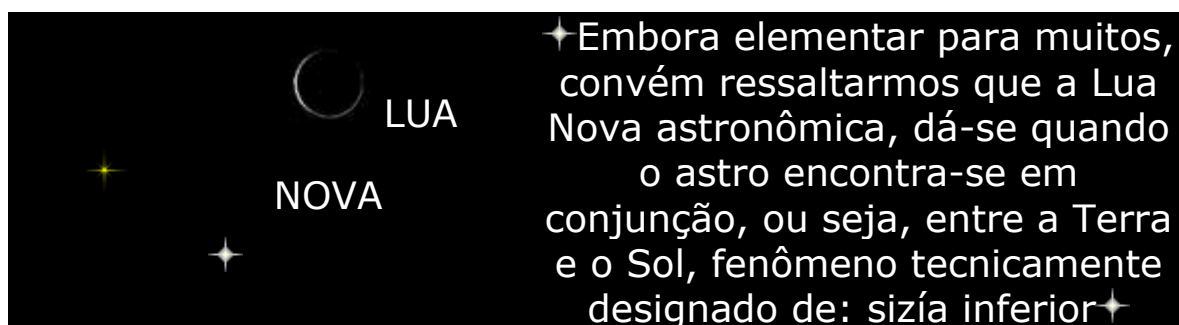 LUA
NOVA
Embora elementar para muitos,
convém ressaltarmos que a Lua
Nova astronômica, dá-se quando
o astro encontra-se em
conjunção, ou seja, entre a Terra
e o Sol, fenômeno tecnicamente
designado de: sizía inferior